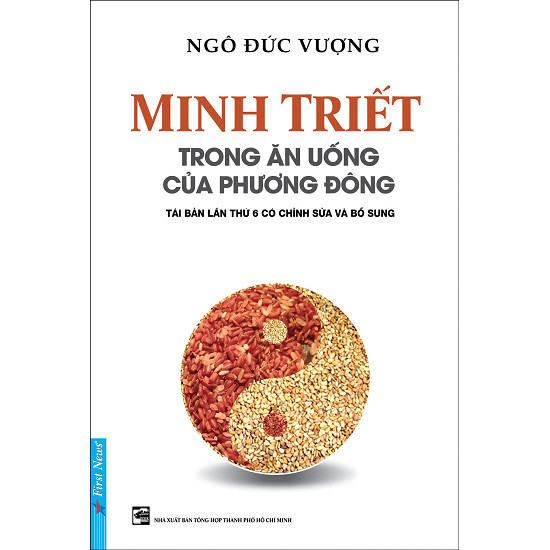 NGÔ ĐỨC VƯỢNG
MINH TRIẾT
TRONG ĂN UỐNG
CỦA PHƯƠNG ĐÔNG
TÁI BẢN LẦN THỨ 6 CÓ CHỈNH SỬA VÀ BỔ SUNG
First News
NHÀ XUẤT BẢN TỔNG HỢP THÀNH PHỐ HỒ CHÍ MINH